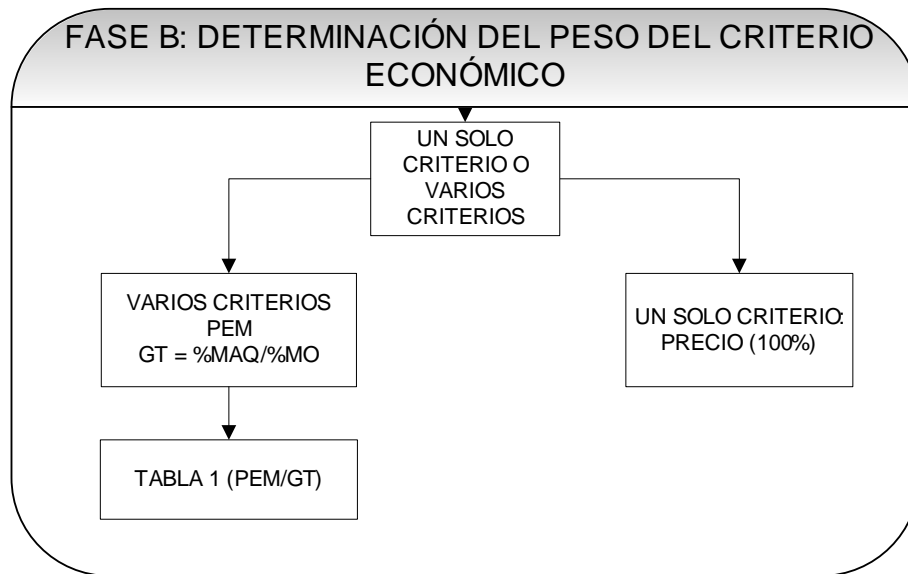 FASE B: DETERMINACIÓN DEL PESO DEL CRITERIO
ECONÓMICO
UN SOLO
CRITERIO O
VARIOS
CRITERIOS
VARIOS CRITERIOS
PEM
GT = %MAQ/%MO
UN SOLO CRITERIO:
PRECIO (100%)
TABLA 1 (PEM/GT)